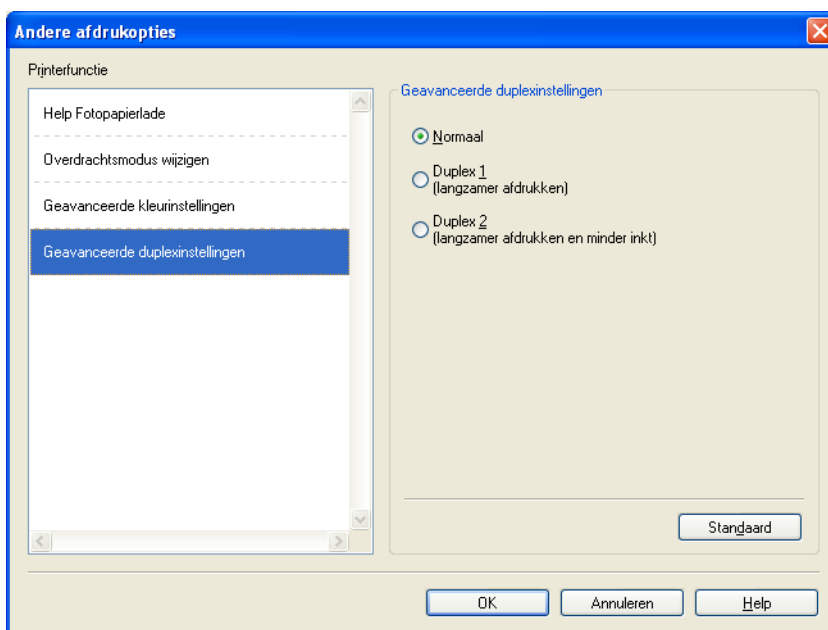 Andere afdrukopties
Printerfunctie
Help Fotopapierlade
Overdrachtsmodus wijzigen
Geavanceerde kleurinstellingen
Geavanceerde duplexinstellingen
Geavanceerde duplexinstellingen
Normaal
Duplex 1
(langzamer afdrukken)
Duplex 2
(langzamer afdrukken en minder inkt)
Standaard
OK
Annuleren
Help